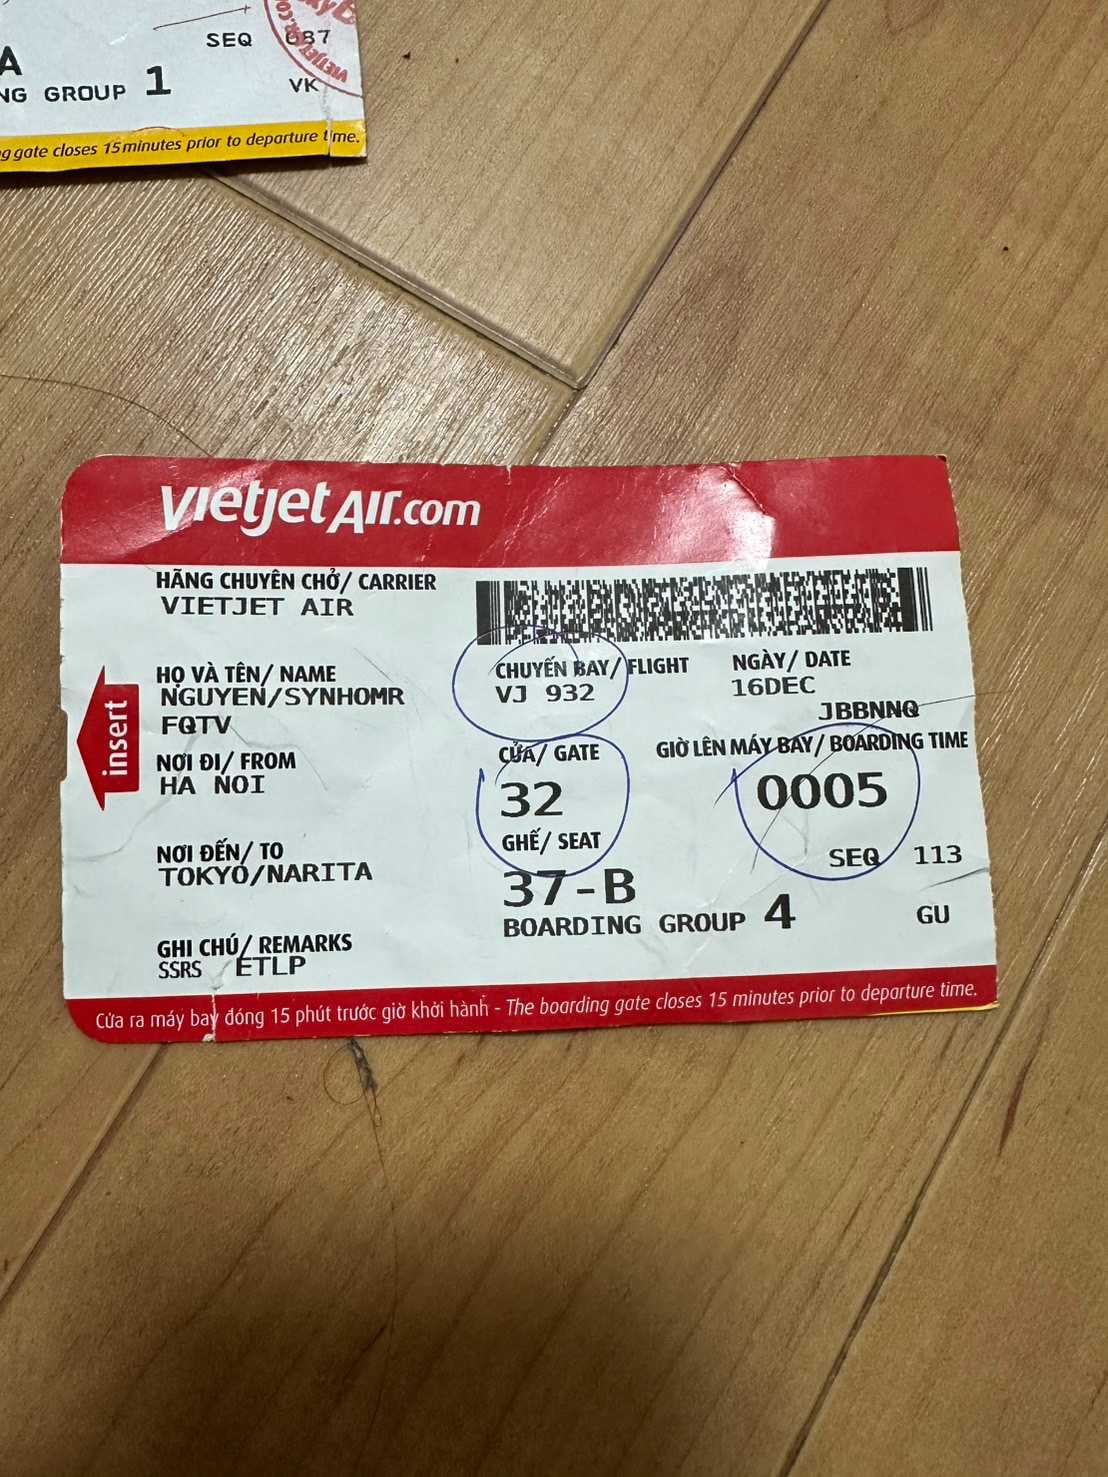 SEQ 087
A
NG GROUP 1
VK
VIETJETAIR.CO
g gate closes 15 minutes prior to departure time.
vietjetAir.com
HÃNG CHUYÊN CHỞ/ CARRIER
VIETJET AIR
HỌ VÀ TÊN/ NAME
NGUYEN/SYNHOMR
FQTV
NƠI ĐI/ FROM
HA NOI
NƠI ĐẾN/ TO
TOKYO/NARITA
GHI CHÚ/ REMARKS
SSRS ETLP
CHUYẾN BAY/ FLIGHT
VJ 932
NGÀY/ DATE
16DEC
JBBNNQ
CỬA/ GATE
32
GIỜ LÊN MÁY BAY/ BOARDING TIME
0005
GHẾ/ SEAT
37-B
SEQ 113
BOARDING GROUP 4
GU
insert
Cửa ra máy bay đóng 15 phút trước giờ khởi hành - The boarding gate closes 15 minutes prior to departure time.